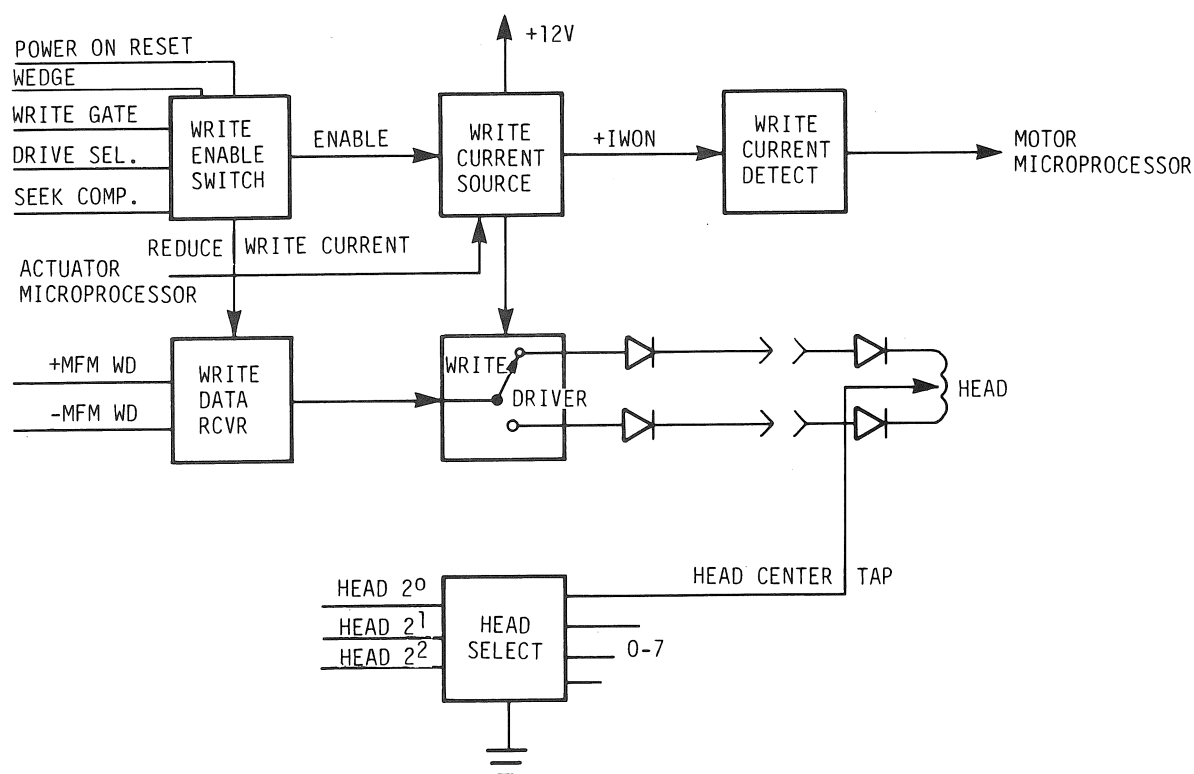 +12V
POWER ON RESET
WEDGE
WRITE GATE
DRIVE SEL.
SEEK COMP.
WRITE
ENABLE
SWITCH
ENABLE
WRITE
CURRENT
SOURCE
+IWON
WRITE
CURRENT
DETECT
MOTOR
MICROPROCESSOR
REDUCE WRITE CURRENT
ACTUATOR
MICROPROCESSOR
+MFM WD
-MFM WD
WRITE
DATA
RCVR
WRITE
DRIVER
HEAD
HEAD CENTER TAP
HEAD 2⁰
HEAD 2¹
HEAD 2²
HEAD
SELECT
0-7